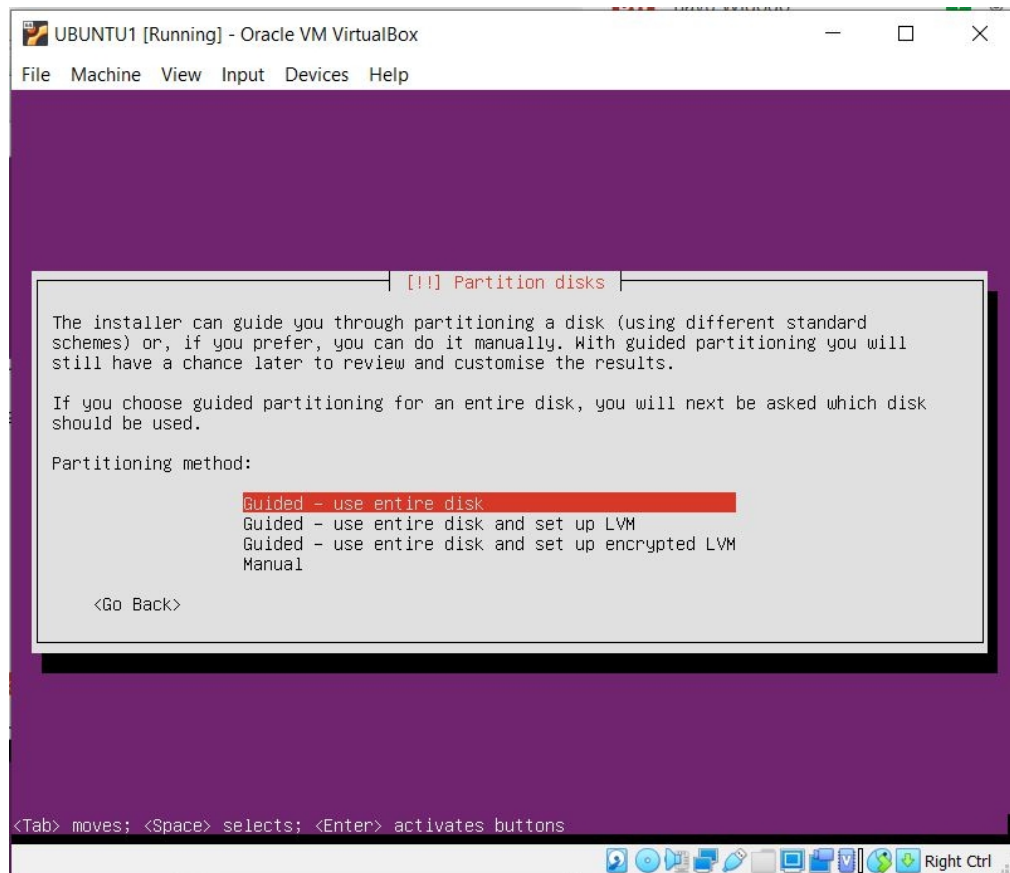 UBUNTU1 [Running] - Oracle VM VirtualBox
File Machine View Input Devices Help
[!!] Partition disks
The installer can guide you through partitioning a disk (using different standard
schemes) or, if you prefer, you can do it manually. With guided partitioning you will
still have a chance later to review and customise the results.
If you choose guided partitioning for an entire disk, you will next be asked which disk
should be used.
Partitioning method:
Guided – use entire disk
Guided – use entire disk and set up LVM
Guided – use entire disk and set up encrypted LVM
Manual
<Go Back>
<Tab> moves; <Space> selects; <Enter> activates buttons
Right Ctrl